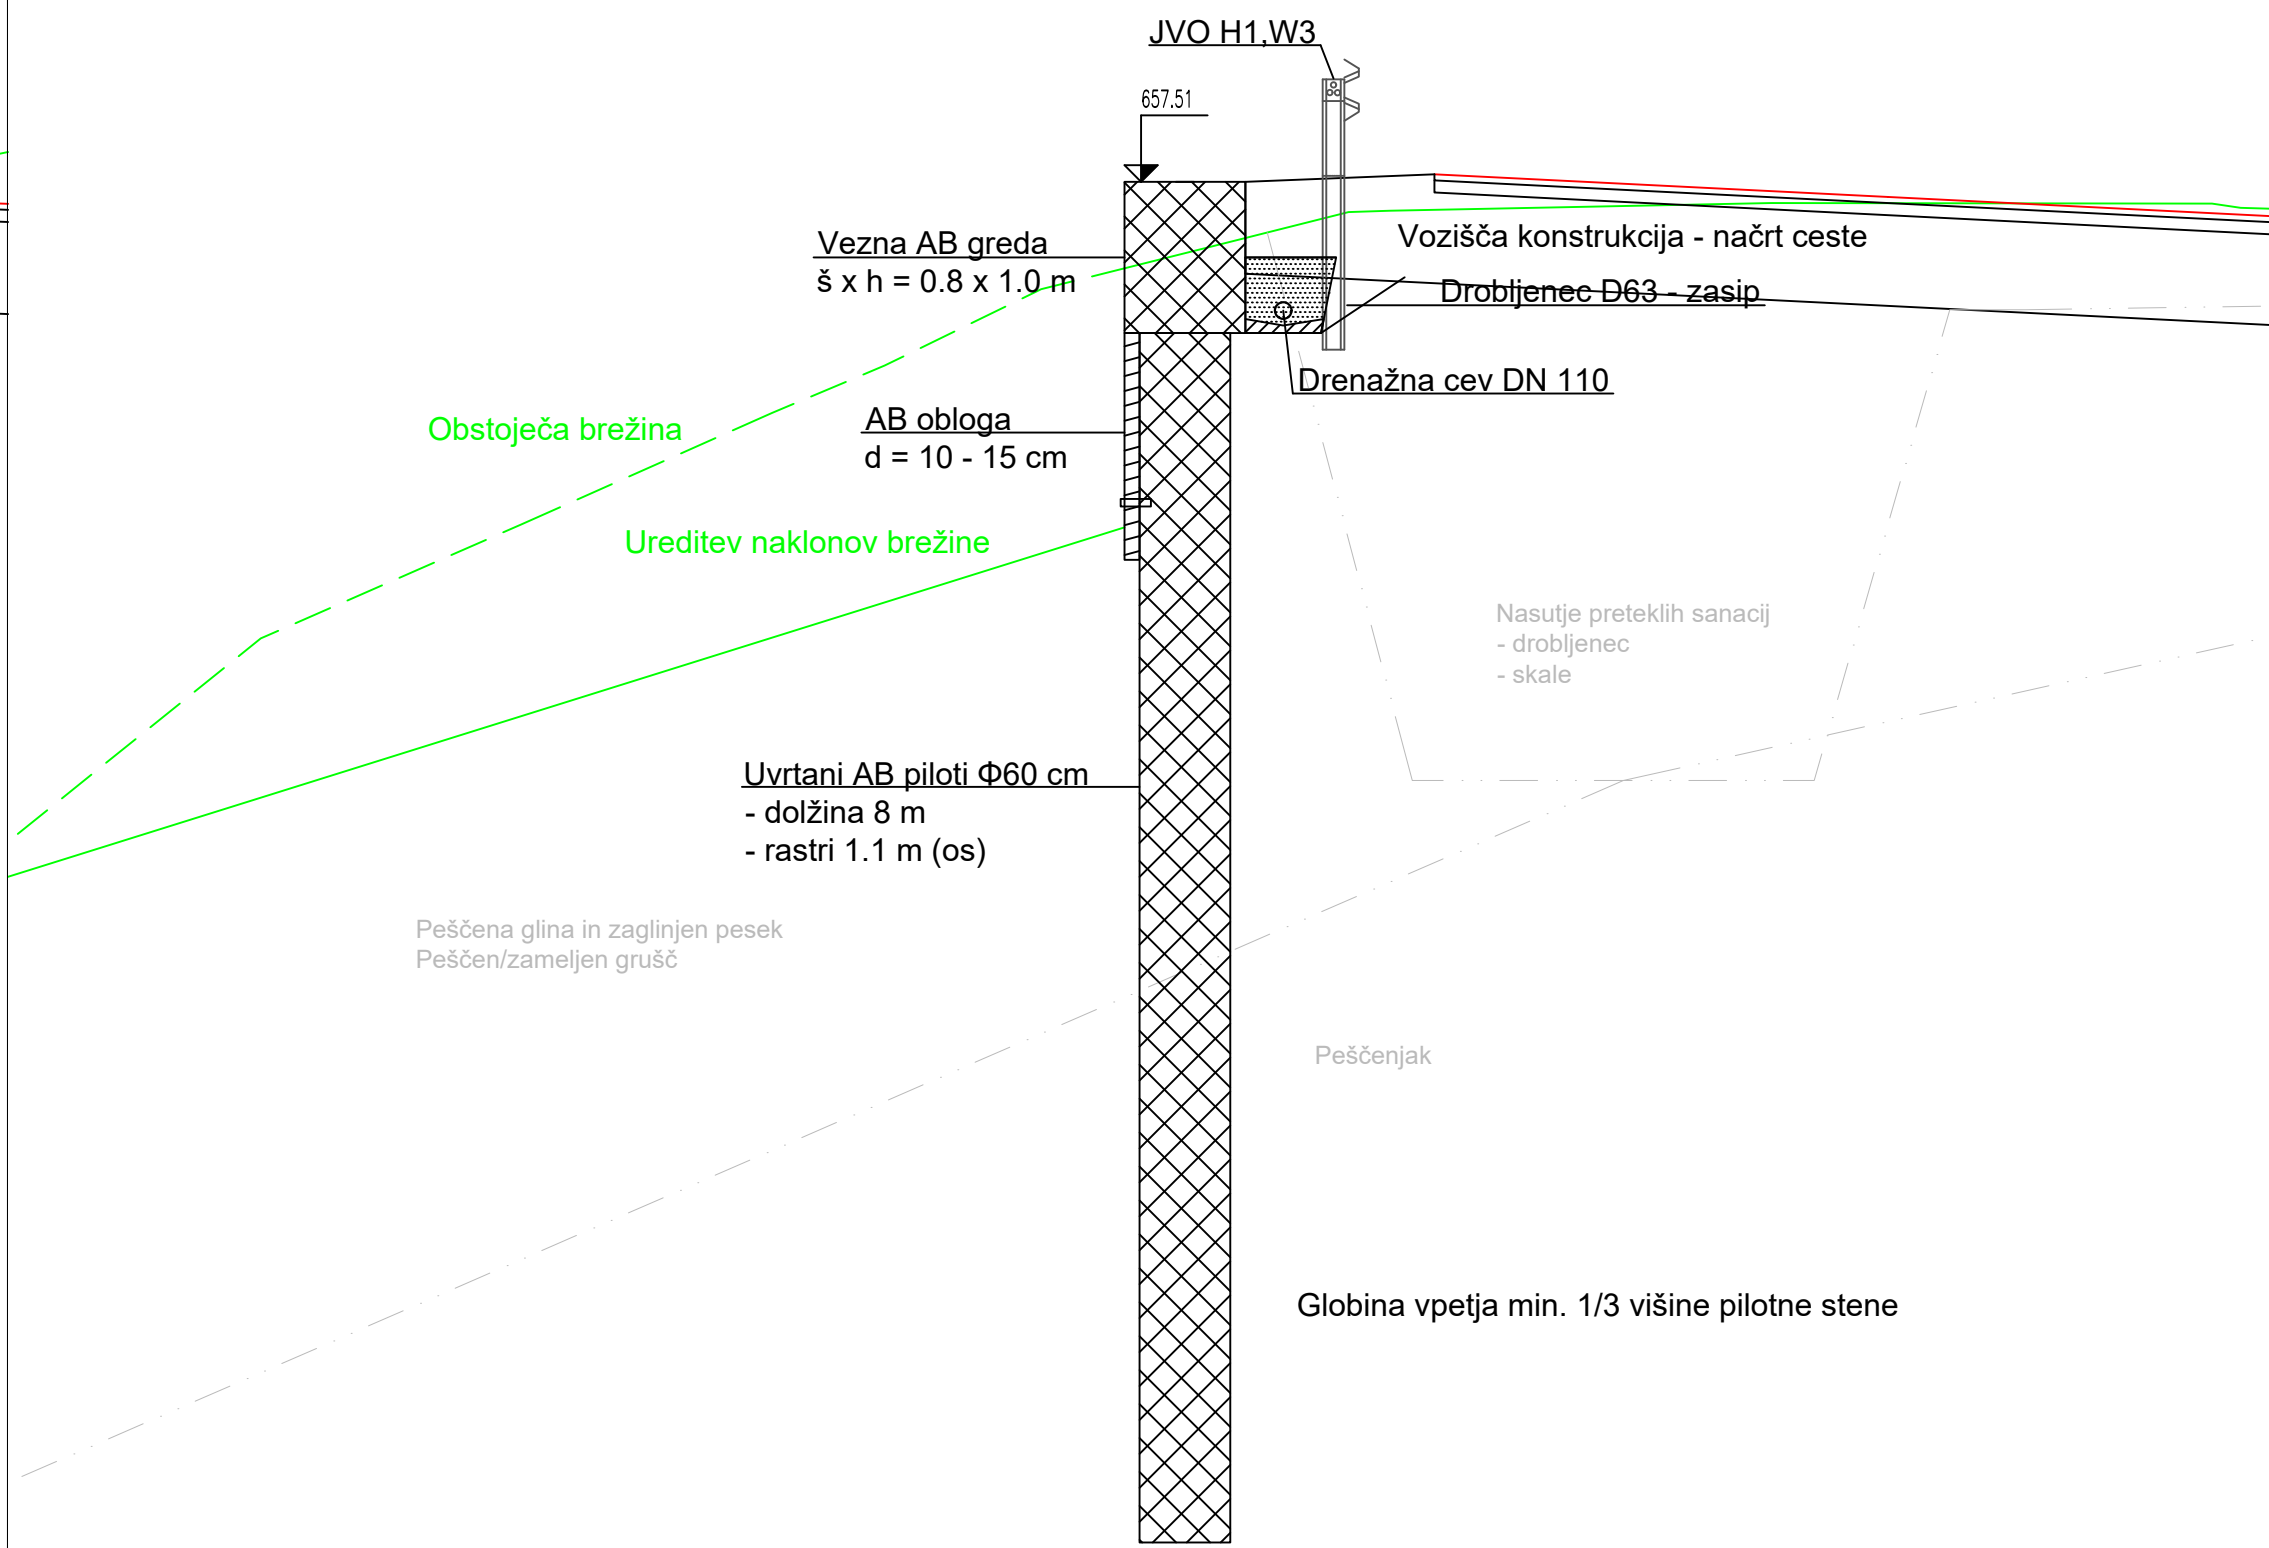 JVO H1,W3
657.51
Vezna AB greda
š x h = 0.8 x 1.0 m
Vozišča konstrukcija - načrt ceste
Drobljenec D63 - zasip
Drenažna cev DN 110
Obstoječa brežina
AB obloga
d = 10 - 15 cm
Ureditev naklonov brežine
Nasutje preteklih sanacij
- drobljenec
- skale
Uvrtani AB piloti Φ60 cm
- dolžina 8 m
- rastri 1.1 m (os)
Peščena glina in zaglinjen pesek
Peščen/zameljen grušč
Peščenjak
Globina vpetja min. 1/3 višine pilotne stene